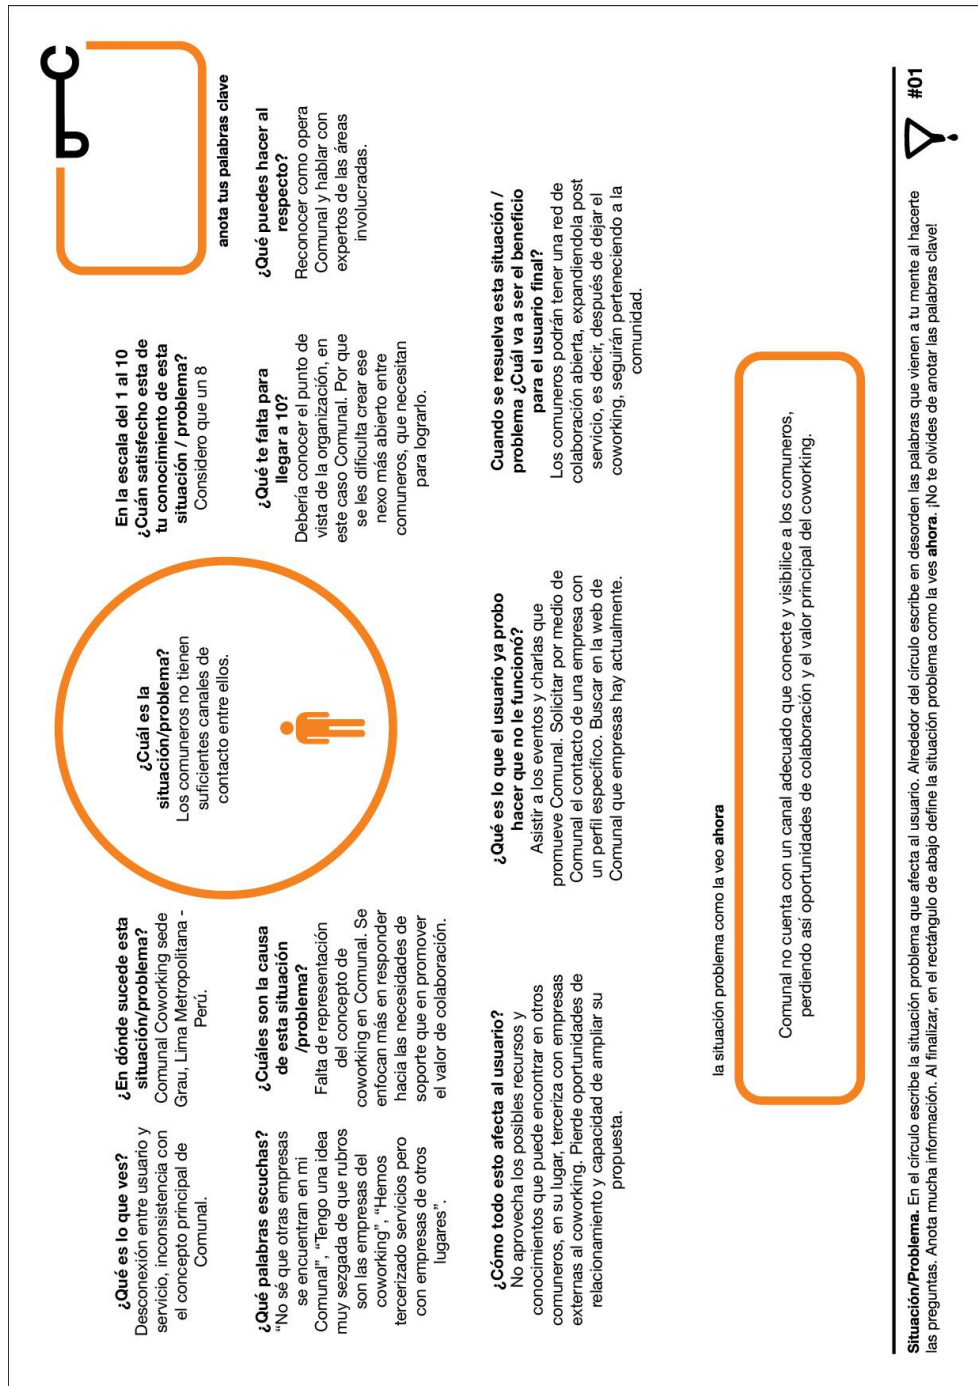 ¿Qué es lo que ves?
Desconexión entre usuario y
servicio, inconsistencia con
el concepto principal de
Comunal.
¿En dónde sucede esta
situación/problema?
Comunal Coworking sede
Grau, Lima Metropolitana -
Perú.
¿Cuál es la
situación/problema?
Los comuneros no tienen
suficientes canales de
contacto entre ellos.
En la escala del 1 al 10
¿Cuán satisfecho esta de
tu conocimiento de esta
situación / problema?
Considero que un 8
anota tus palabras clave
¿Qué palabras escuchas?
“No sé que otras empresas
se encuentran en mi
Comunal”, “Tengo una idea
muy sezgada de que rubros
son las empresas del
coworking”, “Hemos
tercerizado servicios pero
con empresas de otros
lugares”.
¿Cuáles son la causa
de esta situación
/problema?
Falta de representación
del concepto de
coworking en Comunal. Se
enfocan más en responder
hacia las necesidades de
soporte que en promover
el valor de colaboración.
¿Qué te falta para
llegar a 10?
Debería conocer el punto de
vista de la organización, en
este caso Comunal. Por que
se les dificulta crear ese
nexo más abierto entre
comuneros, que necesitan
para lograrlo.
¿Qué puedes hacer al
respecto?
Reconocer como opera
Comunal y hablar con
expertos de las áreas
involucradas.
¿Cómo todo esto afecta al usuario?
No aprovecha los posibles recursos y
conocimientos que puede encontrar en otros
comuneros, en su lugar, terceriza con empresas
externas al coworking. Pierde oportunidades de
relacionamiento y capacidad de ampliar su
propuesta.
¿Qué es lo que el usuario ya probo
hacer que no le funcionó?
Asistir a los eventos y charlas que
promueve Comunal. Solicitar por medio de
Comunal el contacto de una empresa con
un perfil específico. Buscar en la web de
Comunal que empresas hay actualmente.
Cuando se resuelva esta situación /
problema ¿Cuál va a ser el beneficio
para el usuario final?
Los comuneros podrán tener una red de
colaboración abierta, expandiendola post
servicio, es decir, después de dejar el
coworking, seguirán perteneciendo a la
comunidad.
la situación problema como la veo ahora
Comunal no cuenta con un canal adecuado que conecte y visibilice a los comuneros,
perdiendo así oportunidades de colaboración y el valor principal del coworking.
Situación/Problema. En el círculo escribe la situación problema que afecta al usuario. Alrededor del círculo escribe en desorden las palabras que vienen a tu mente al hacerte
las preguntas. Anota mucha información. Al finalizar, en el rectángulo de abajo define la situación problema como la ves ahora. ¡No te olvides de anotar las palabras clave!
#01